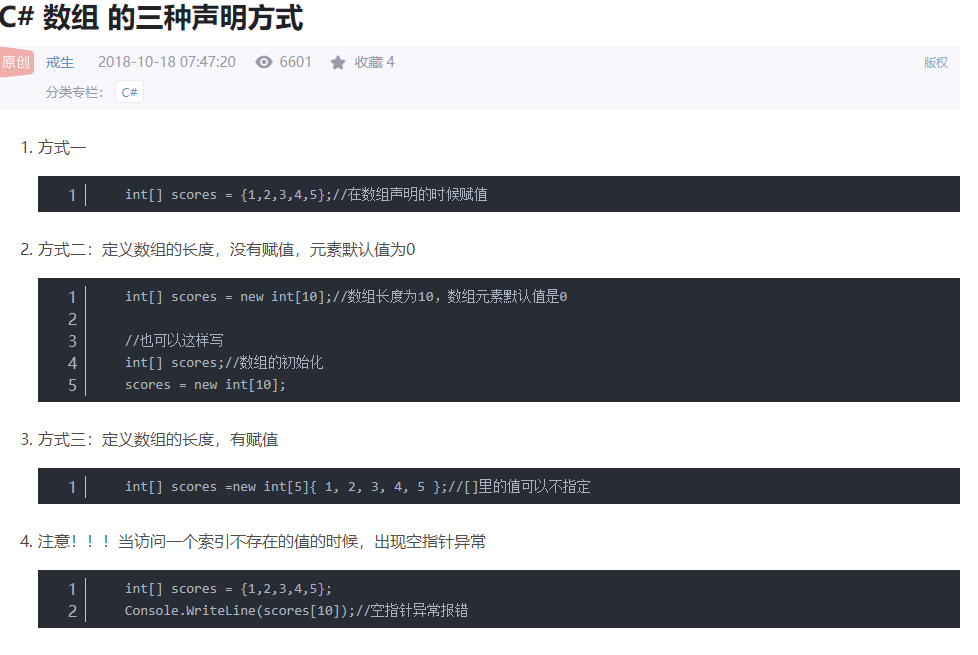 C# 数组 的三种声明方式
原创 戒生 2018-10-18 07:47:20 6601 收藏 4 版权
分类专栏： C#
1. 方式一
1 int[] scores = {1,2,3,4,5};//在数组声明的时候赋值
2. 方式二：定义数组的长度，没有赋值，元素默认值为0
1 int[] scores = new int[10];//数组长度为10，数组元素默认值是0
2
3 //也可以这样写
4 int[] scores;//数组的初始化
5 scores = new int[10];
3. 方式三：定义数组的长度，有赋值
1 int[] scores =new int[5]{ 1, 2, 3, 4, 5 };//[]里的值可以不指定
4. 注意！！！当访问一个索引不存在的值的时候，出现空指针异常
1 int[] scores = {1,2,3,4,5};
2 Console.WriteLine(scores[10]);//空指针异常报错